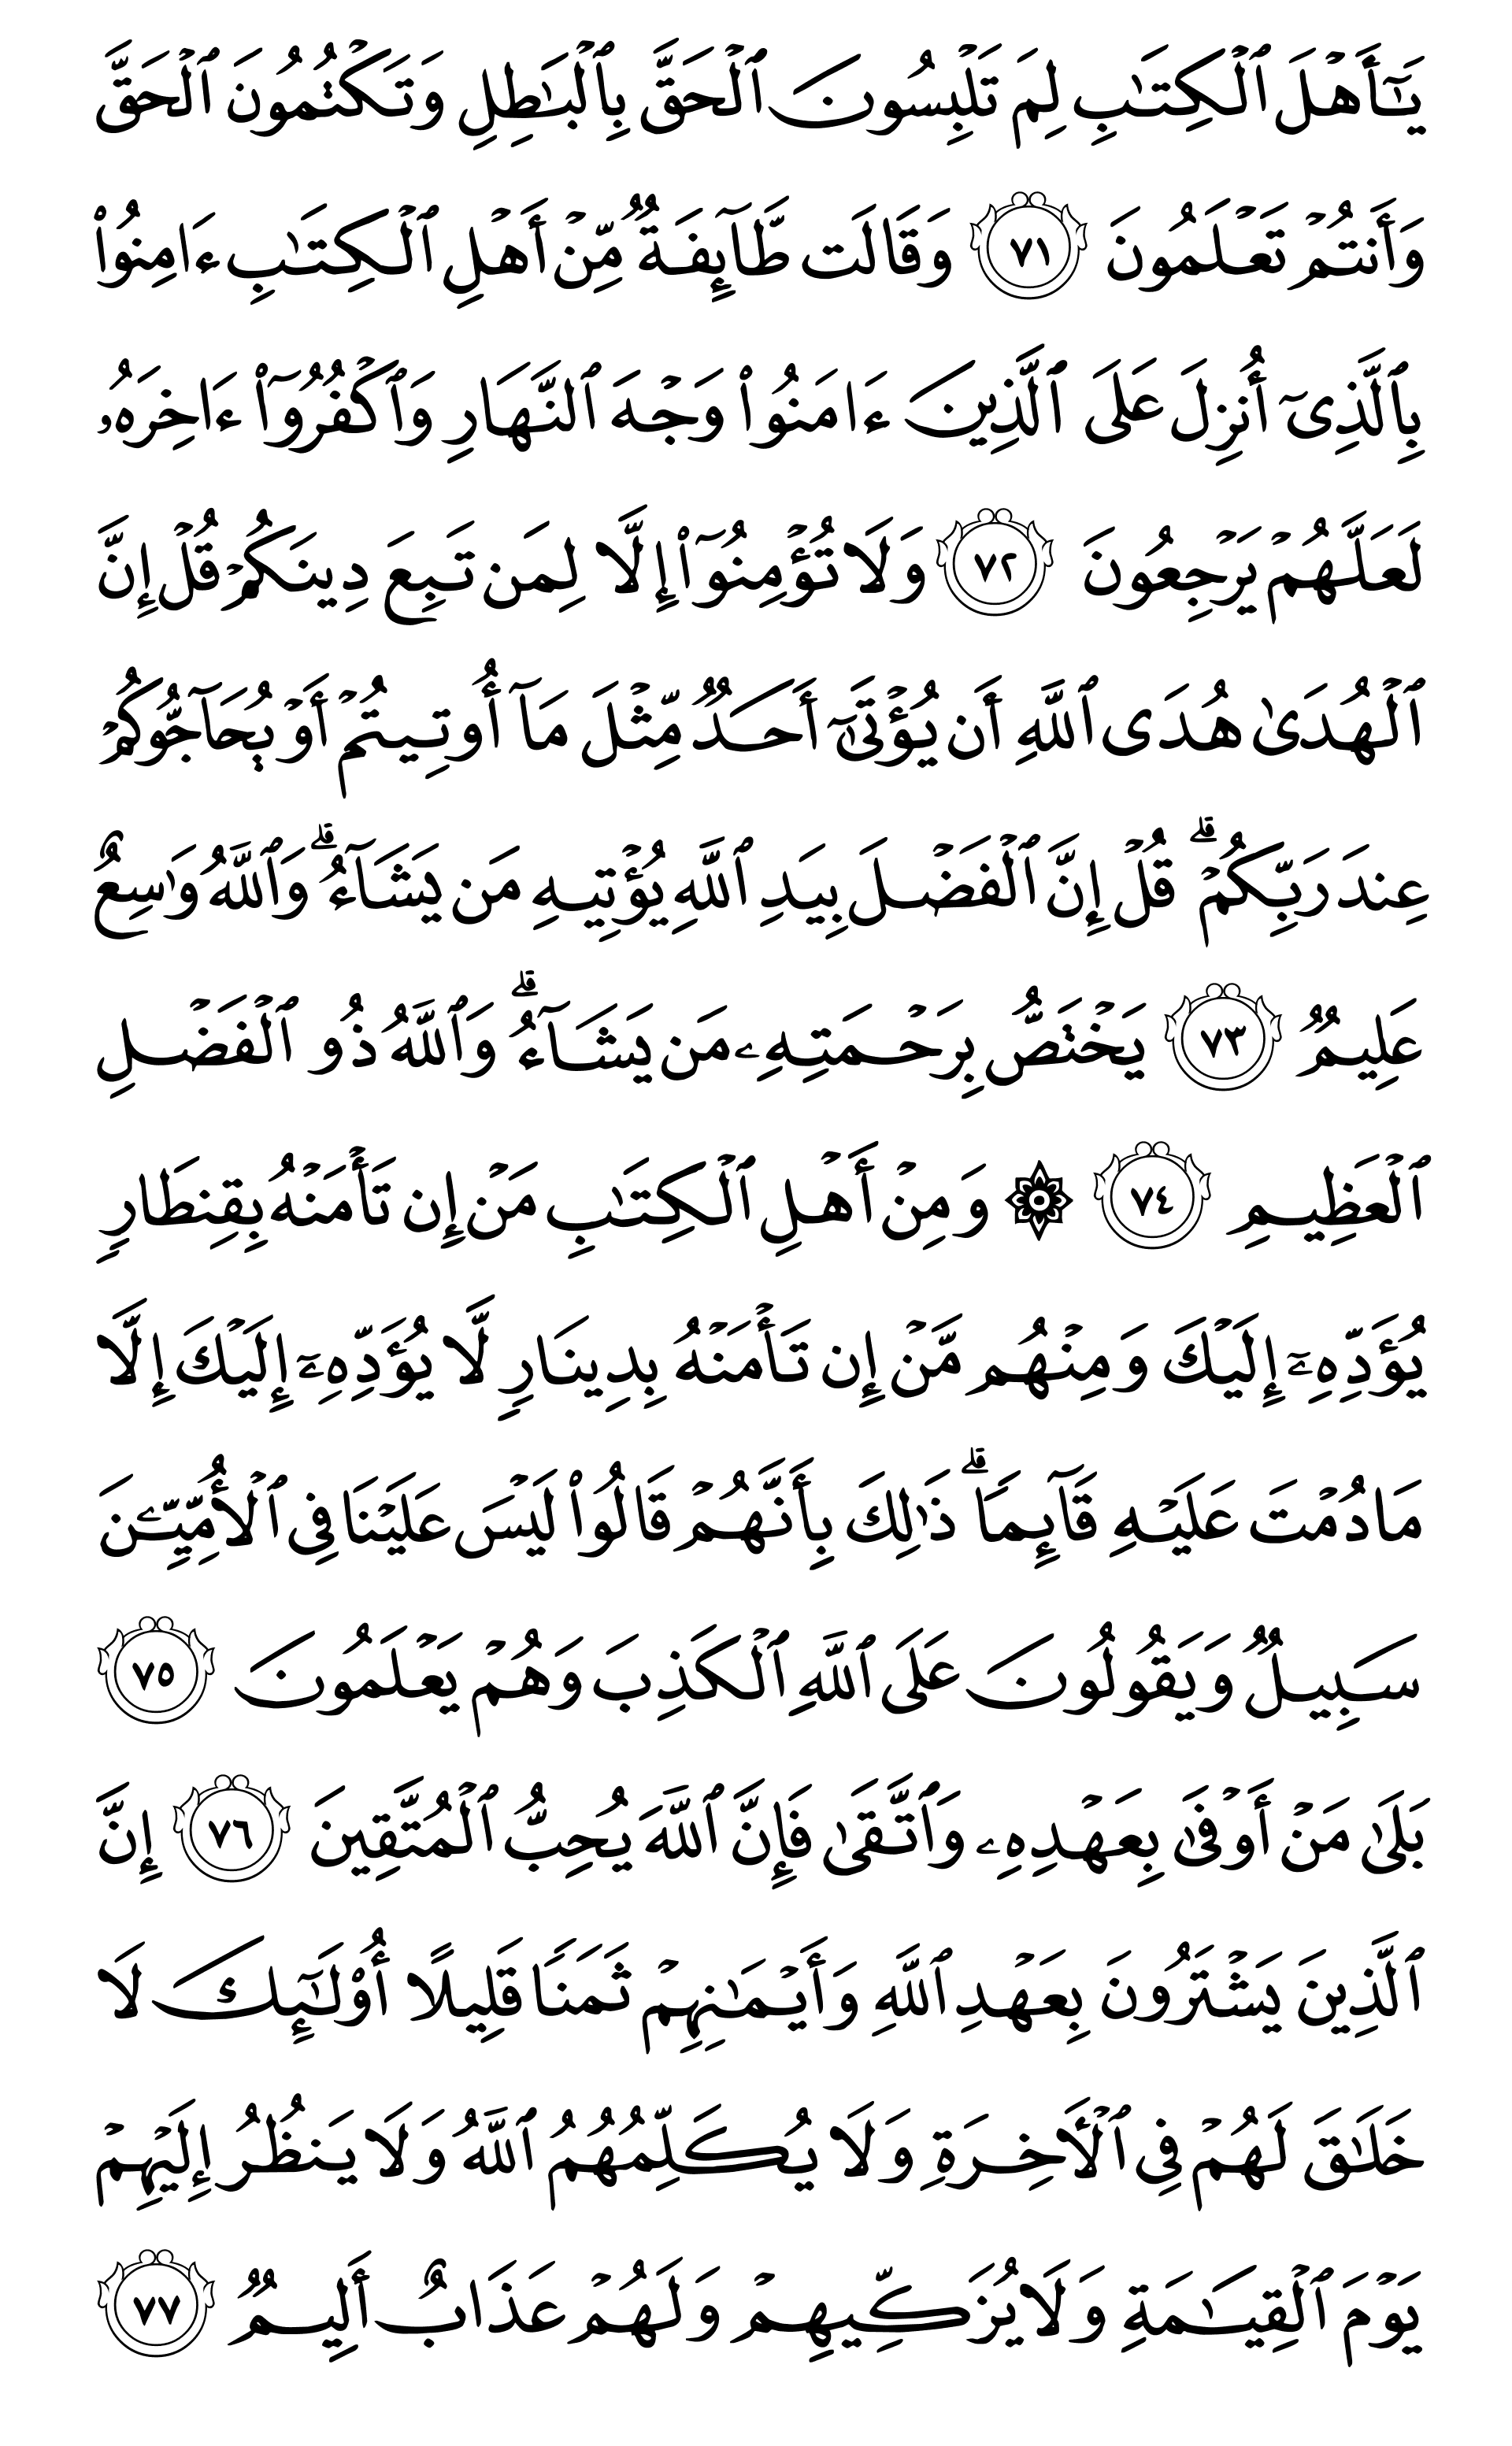 يَٰٓأَهۡلَ ٱلۡكِتَٰبِ لِمَ تَلۡبِسُونَ ٱلۡحَقَّ بِٱلۡبَٰطِلِ وَتَكۡتُمُونَ ٱلۡحَقَّ
وَأَنتُمۡ تَعۡلَمُونَ ٧١ وَقَالَت طَّآئِفَةٞ مِّنۡ أَهۡلِ ٱلۡكِتَٰبِ ءَامِنُواْ
بِٱلَّذِيٓ أُنزِلَ عَلَى ٱلَّذِينَ ءَامَنُواْ وَجۡهَ ٱلنَّهَارِ وَٱكۡفُرُوٓاْ ءَاخِرَهُۥ
لَعَلَّهُمۡ يَرۡجِعُونَ ٧٢ وَلَا تُؤۡمِنُوٓاْ إِلَّا لِمَن تَبِعَ دِينَكُمۡ قُلۡ إِنَّ
ٱلۡهُدَىٰ هُدَى ٱللَّهِ أَن يُؤۡتَىٰٓ أَحَدٞ مِّثۡلَ مَآ أُوتِيتُمۡ أَوۡ يُحَآجُّوكُمۡ
عِندَ رَبِّكُمۡۗ قُلۡ إِنَّ ٱلۡفَضۡلَ بِيَدِ ٱللَّهِ يُؤۡتِيهِ مَن يَشَآءُۗ وَٱللَّهُ وَٰسِعٌ
عَلِيمٞ ٧٣ يَخۡتَصُّ بِرَحۡمَتِهِۦ مَن يَشَآءُۗ وَٱللَّهُ ذُو ٱلۡفَضۡلِ
ٱلۡعَظِيمِ ٧٤ ۞ وَمِنۡ أَهۡلِ ٱلۡكِتَٰبِ مَنۡ إِن تَأۡمَنۡهُ بِقِنطَارٖ
يُؤَدِّهِۦٓ إِلَيۡكَ وَمِنۡهُم مَّنۡ إِن تَأۡمَنۡهُ بِدِينَارٖ لَّا يُؤَدِّهِۦٓ إِلَيۡكَ إِلَّا
مَا دُمۡتَ عَلَيۡهِ قَآئِمٗاۗ ذَٰلِكَ بِأَنَّهُمۡ قَالُواْ لَيۡسَ عَلَيۡنَا فِي ٱلۡأُمِّيِّـۧنَ
سَبِيلٞ وَيَقُولُونَ عَلَى ٱللَّهِ ٱلۡكَذِبَ وَهُمۡ يَعۡلَمُونَ ٧٥
بَلَىٰ مَنۡ أَوۡفَىٰ بِعَهۡدِهِۦ وَٱتَّقَىٰ فَإِنَّ ٱللَّهَ يُحِبُّ ٱلۡمُتَّقِينَ ٧٦ إِنَّ
ٱلَّذِينَ يَشۡتَرُونَ بِعَهۡدِ ٱللَّهِ وَأَيۡمَٰنِهِمۡ ثَمَنٗا قَلِيلًا أُوْلَٰٓئِكَ لَا
خَلَٰقَ لَهُمۡ فِي ٱلۡأٓخِرَةِ وَلَا يُكَلِّمُهُمُ ٱللَّهُ وَلَا يَنظُرُ إِلَيۡهِمۡ
يَوۡمَ ٱلۡقِيَٰمَةِ وَلَا يُزَكِّيهِمۡ وَلَهُمۡ عَذَابٌ أَلِيمٞ ٧٧